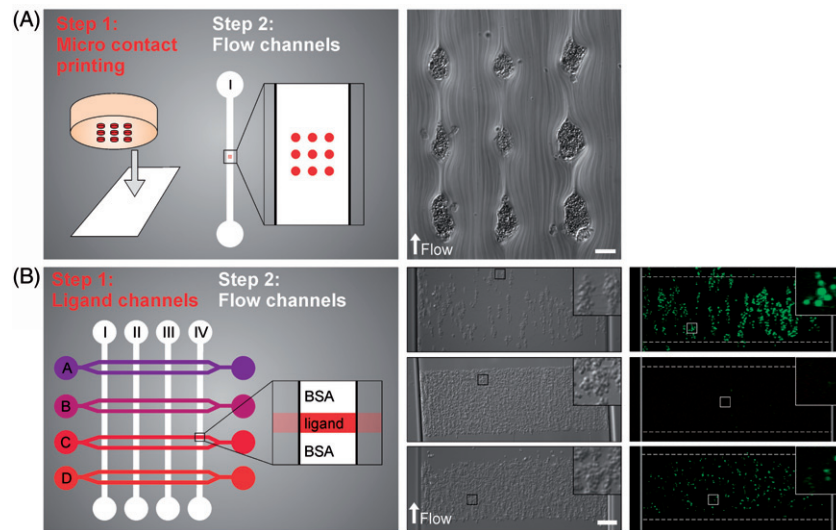 (A)
Step 1:
Micro contact
printing
Step 2:
Flow channels
I
Flow
(B)
Step 1:
Ligand channels
Step 2:
Flow channels
I II III IV
A
B
C
D
BSA
ligand
BSA
Flow